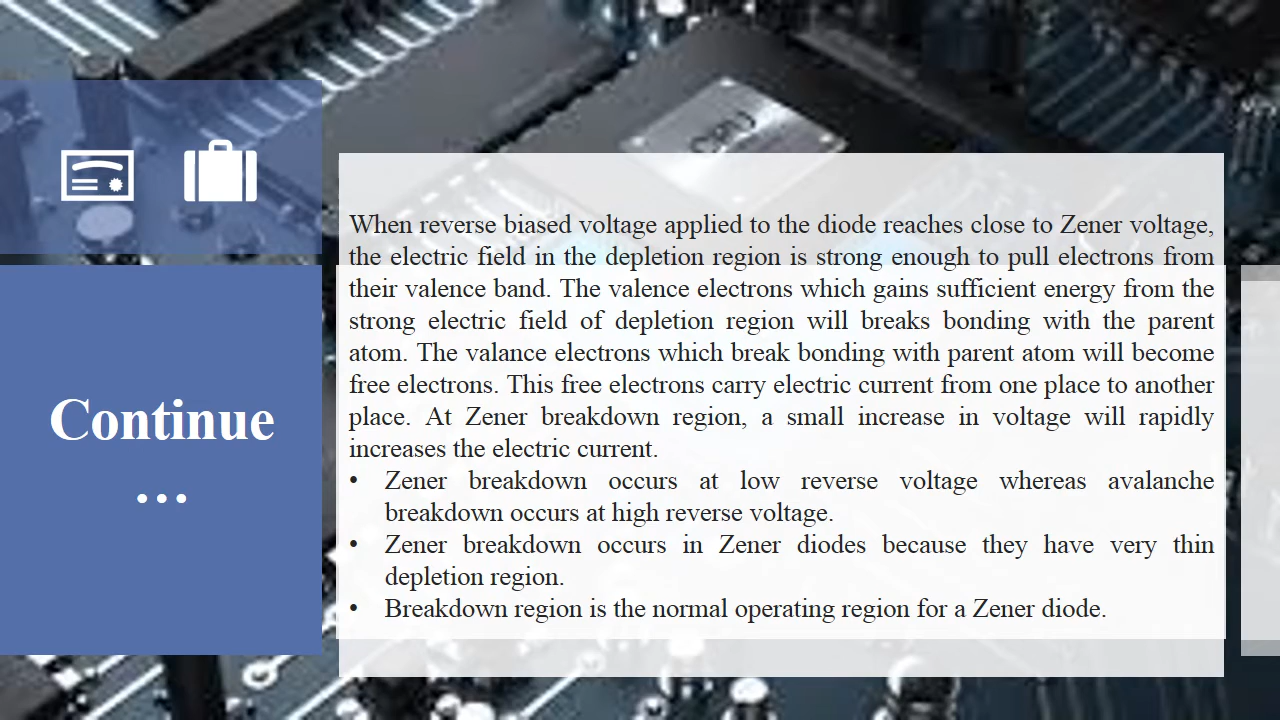 CPU
Continue
...
When reverse biased voltage applied to the diode reaches close to Zener voltage,
the electric field in the depletion region is strong enough to pull electrons from
their valence band. The valence electrons which gains sufficient energy from the
strong electric field of depletion region will breaks bonding with the parent
atom. The valance electrons which break bonding with parent atom will become
free electrons. This free electrons carry electric current from one place to another
place. At Zener breakdown region, a small increase in voltage will rapidly
increases the electric current.
• Zener breakdown occurs at low reverse voltage whereas avalanche
breakdown occurs at high reverse voltage.
• Zener breakdown occurs in Zener diodes because they have very thin
depletion region.
• Breakdown region is the normal operating region for a Zener diode.